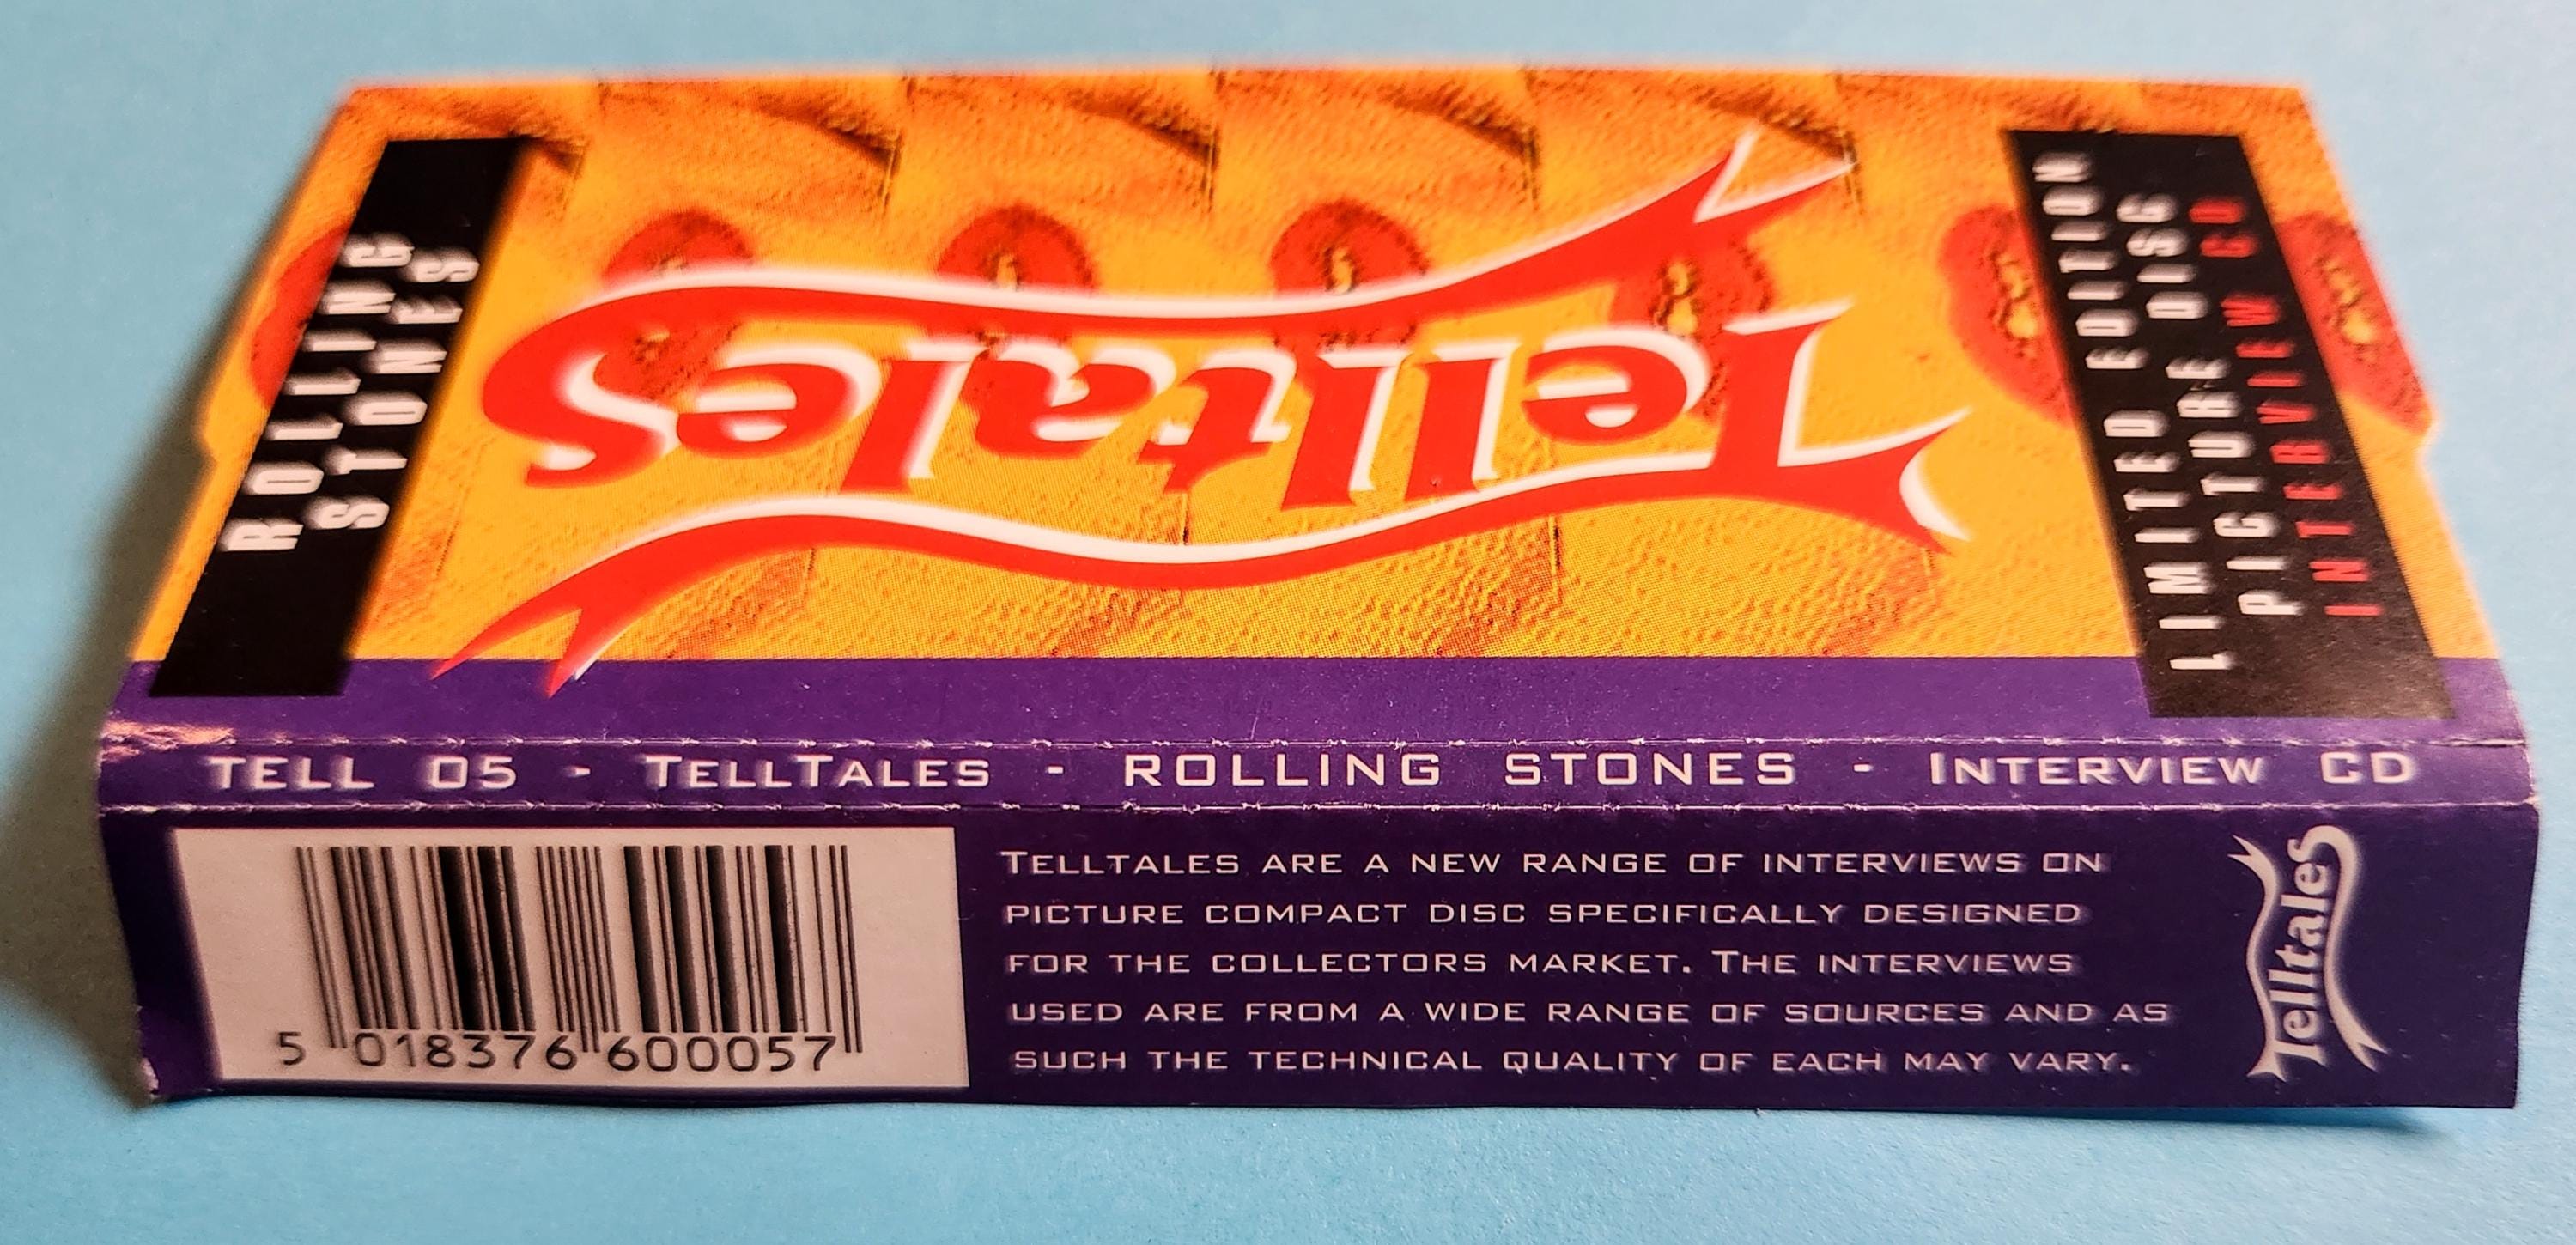 ROLLING
STONES
Telltales
LIMITED EDITION
PICTURE DISC
INTERVIEW CD
TELL 05 - TELLTALES - ROLLING STONES - INTERVIEW CD
5 018376 600057
TELLTALES ARE A NEW RANGE OF INTERVIEWS ON
PICTURE COMPACT DISC SPECIFICALLY DESIGNED
FOR THE COLLECTORS MARKET. THE INTERVIEWS
USED ARE FROM A WIDE RANGE OF SOURCES AND AS
SUCH THE TECHNICAL QUALITY OF EACH MAY VARY.
Telltales